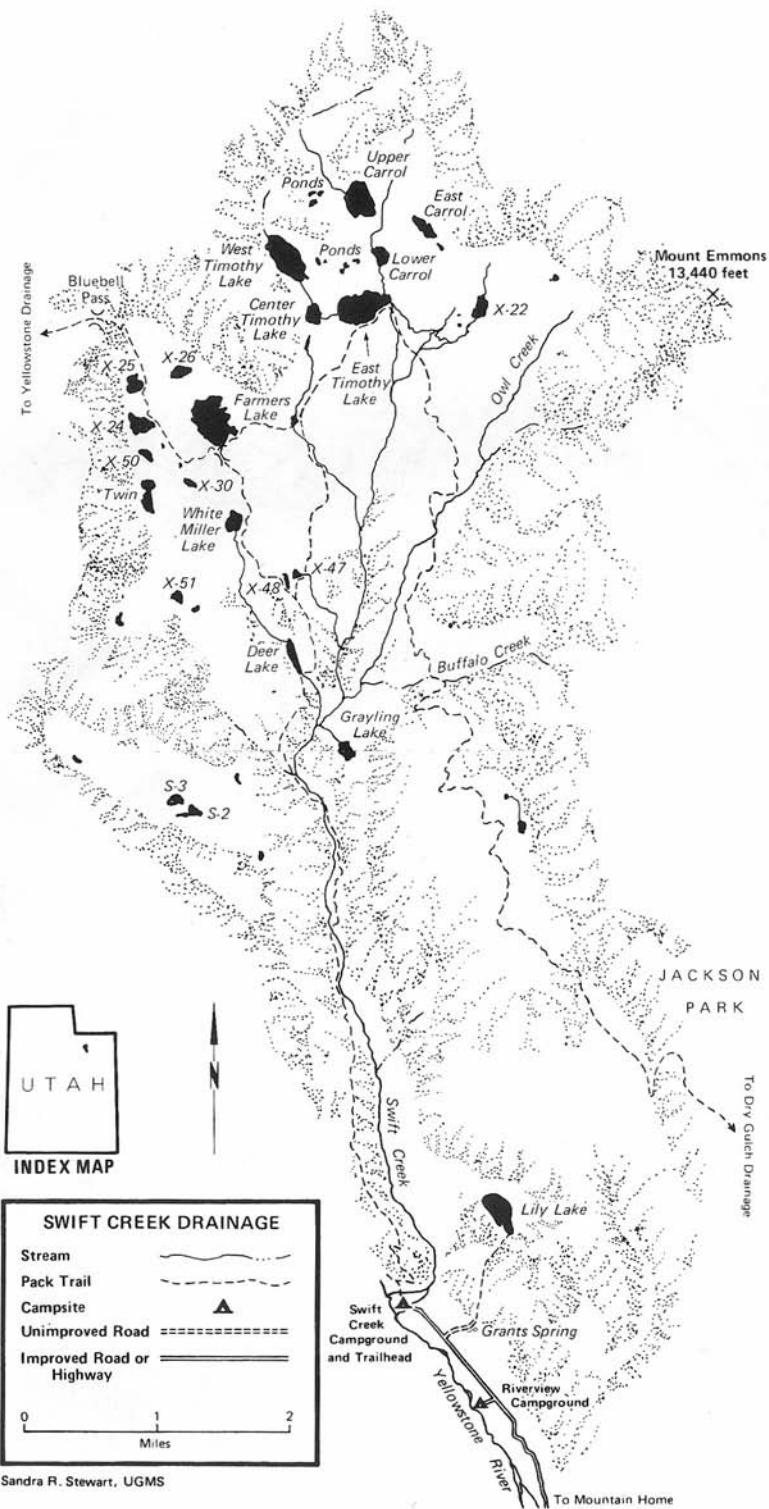 Upper
Carrol
Ponds
East
Carrol
West
Timothy
Lake
Ponds
Lower
Carrol
Mount Emmons
13,440 feet
To Yellowstone Drainage
Bluebell
Pass
Center
Timothy
Lake
X-22
X-26
X-25
East
Timothy
Lake
Owl Creek
Farmers
Lake
X-24
X-50
X-30
Twin
White
Miller
Lake
X-47
X-48
X-51
Deer
Lake
Buffalo Creek
Grayling
Lake
S-3
S-2
JACKSON
PARK
UTAH
N
INDEX MAP
Swift Creek
To Dry Gulch Drainage
Lily Lake
SWIFT CREEK DRAINAGE
Stream
Pack Trail
Campsite
Unimproved Road
Improved Road or
Highway
0 1 2
Miles
Swift
Creek
Campground
and Trailhead
Grants Spring
Riverview
Campground
Yellowstone River
To Mountain Home
Sandra R. Stewart, UGMS